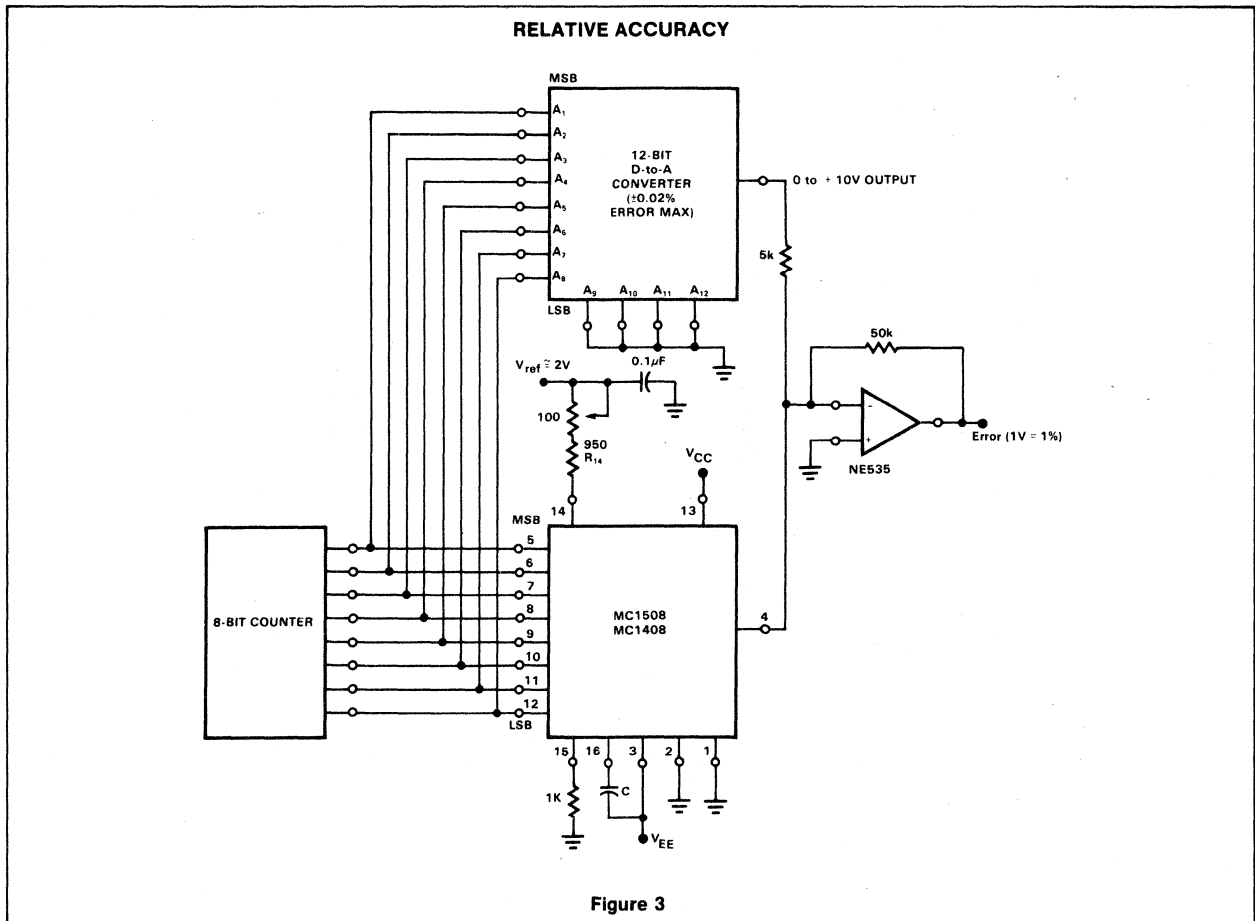 RELATIVE ACCURACY
MSB
A1
A2
A3
A4
A5
A6
A7
A8
12-BIT
D-to-A
CONVERTER
(±0.02%
ERROR MAX)
0 to + 10V OUTPUT
5k
A9 A10 A11 A12
LSB
50k
Vref ≅ 2V
0.1µF
100
950
R14
VCC
-
+
Error (1V = 1%)
NE535
14
13
MSB
5
6
7
8
9
10
11
12
LSB
8-BIT COUNTER
MC1508
MC1408
4
15 16 3 2 1
1K
C
VEE
Figure 3